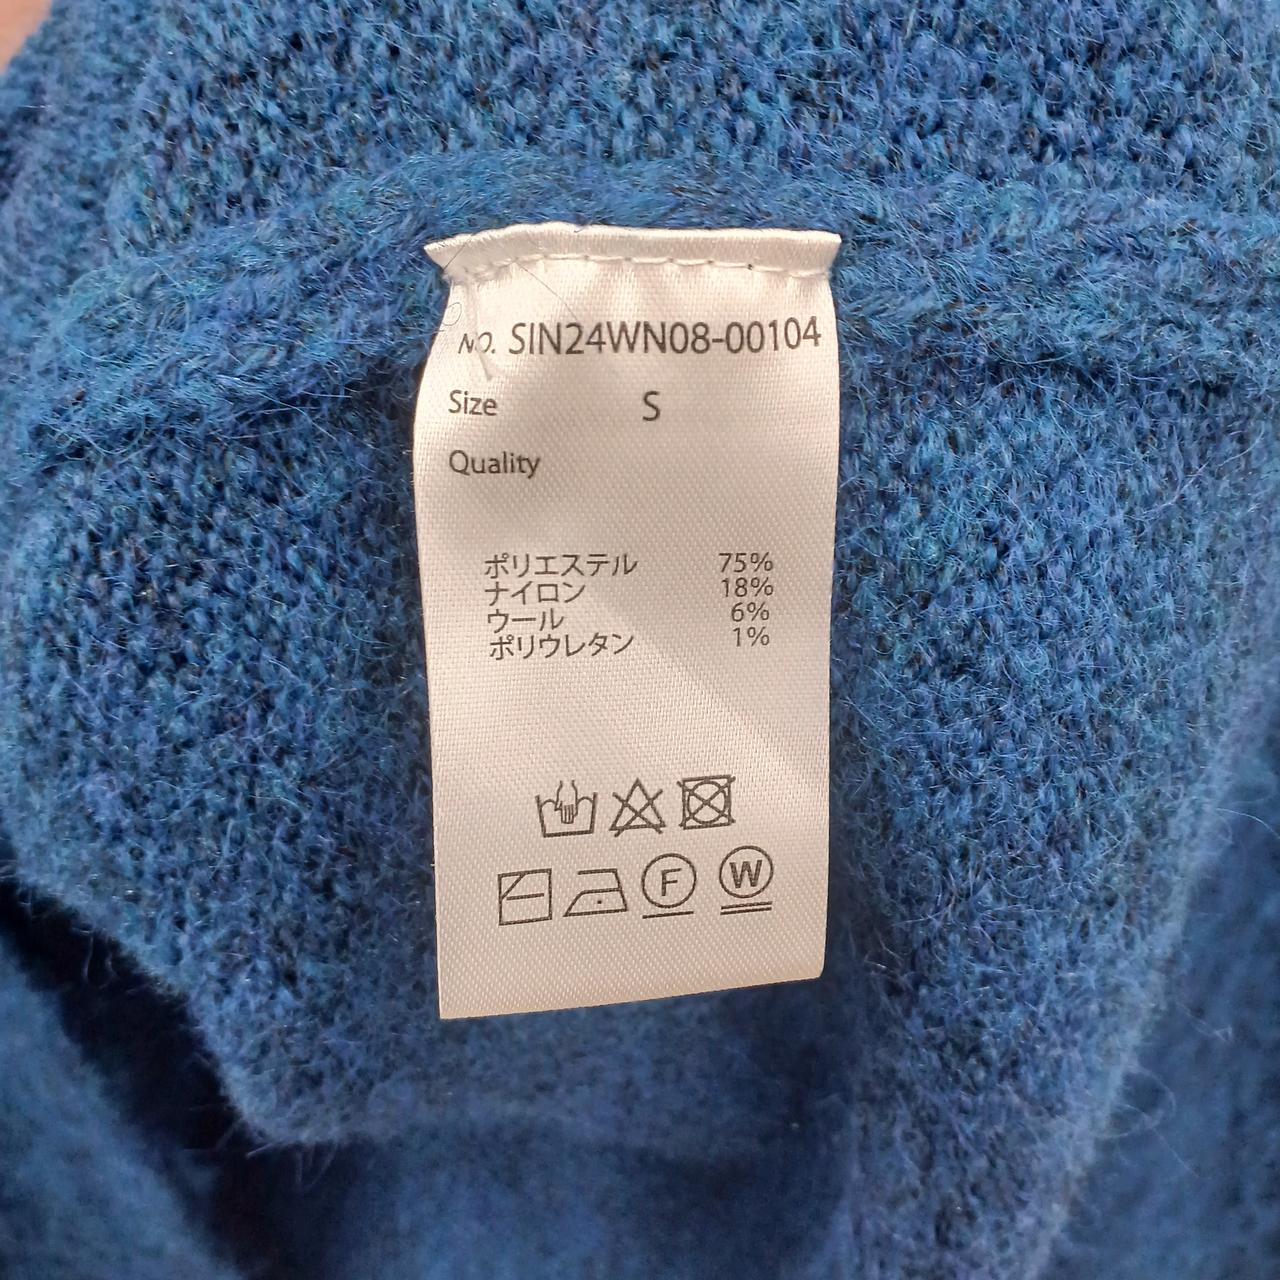 NO. SIN24WN08-00104
Size S
Quality
ポリエステル 75%
ナイロン 18%
ウール 6%
ポリウレタン 1%
F W